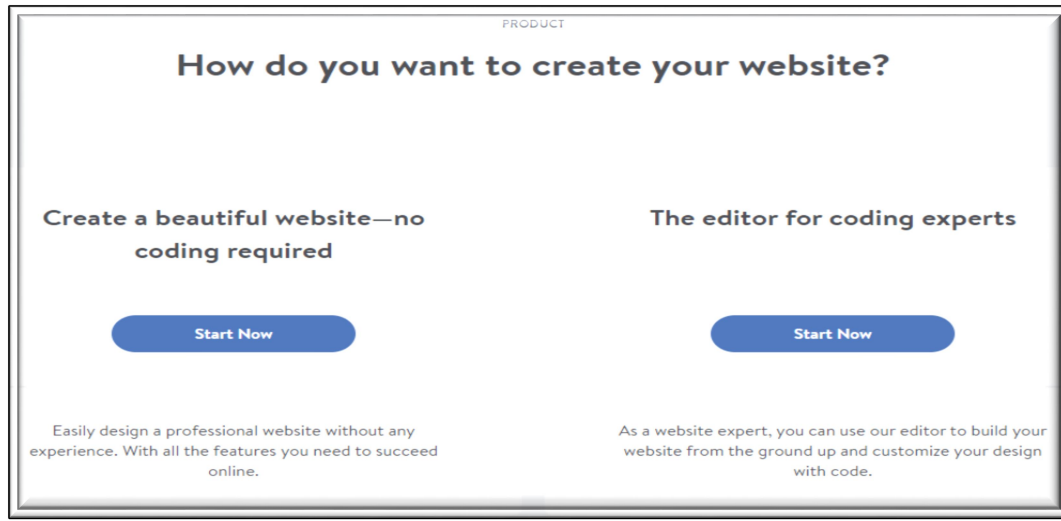 PRODUCT
How do you want to create your website?
Create a beautiful website—no
coding required
Start Now
Easily design a professional website without any
experience. With all the features you need to succeed
online.
The editor for coding experts
Start Now
As a website expert, you can use our editor to build your
website from the ground up and customize your design
with code.